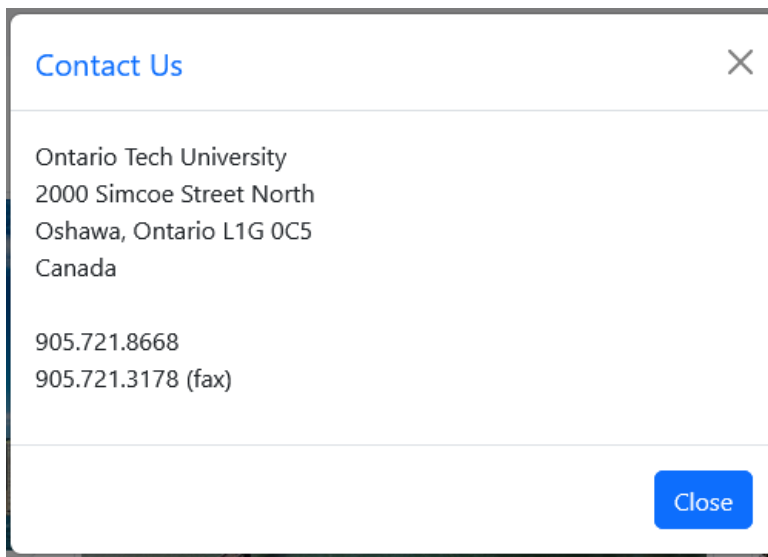 Contact Us
Ontario Tech University
2000 Simcoe Street North
Oshawa, Ontario L1G 0C5
Canada
905.721.8668
905.721.3178 (fax)
Close